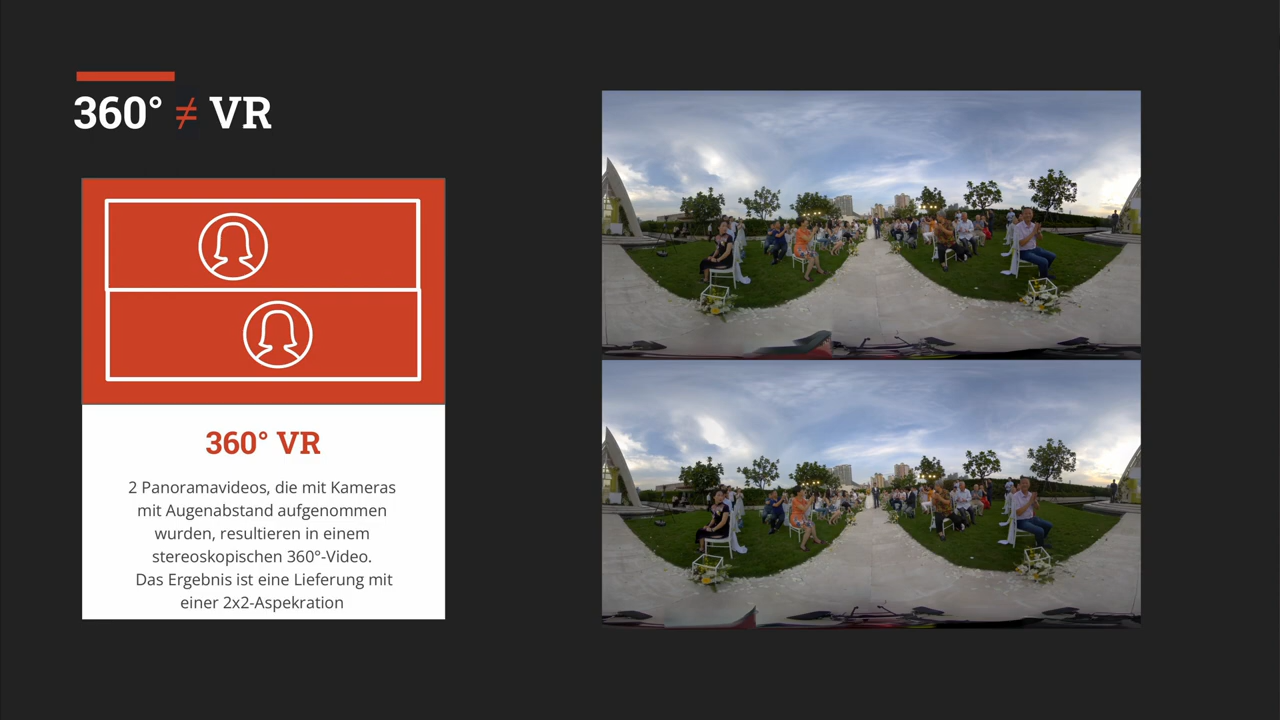 360° ≠ VR
360° VR
2 Panoramavideos, die mit Kameras
mit Augenabstand aufgenommen
wurden, resultieren in einem
stereoskopischen 360°-Video.
Das Ergebnis ist eine Lieferung mit
einer 2x2-Aspekration